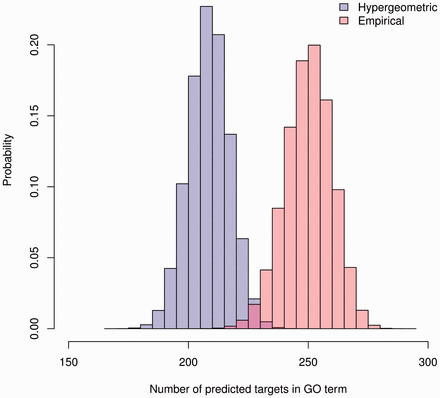 Hypergeometric
Empirical
0.20
0.15
0.10
0.05
0.00
Probability
150 200 250 300
Number of predicted targets in GO term